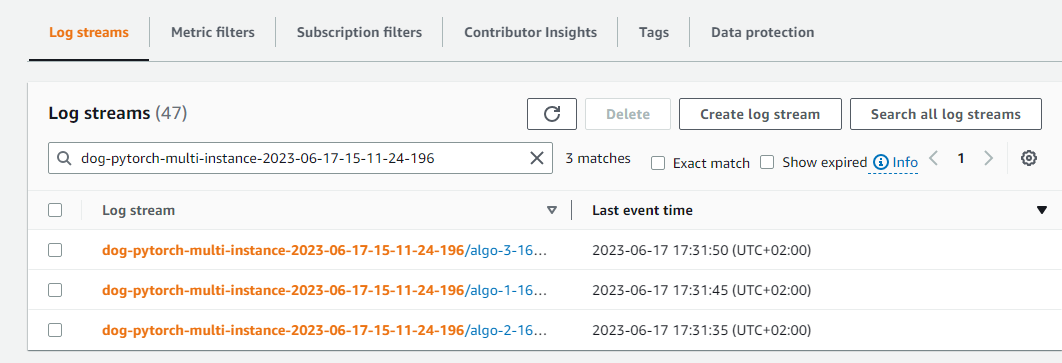 Log streams Metric filters Subscription filters Contributor Insights Tags Data protection
Log streams (47) Delete Create log stream Search all log streams
dog-pytorch-multi-instance-2023-06-17-15-11-24-196 3 matches Exact match Show expired Info 1
Log stream Last event time
dog-pytorch-multi-instance-2023-06-17-15-11-24-196/algo-3-16... 2023-06-17 17:31:50 (UTC+02:00)
dog-pytorch-multi-instance-2023-06-17-15-11-24-196/algo-1-16... 2023-06-17 17:31:45 (UTC+02:00)
dog-pytorch-multi-instance-2023-06-17-15-11-24-196/algo-2-16... 2023-06-17 17:31:35 (UTC+02:00)